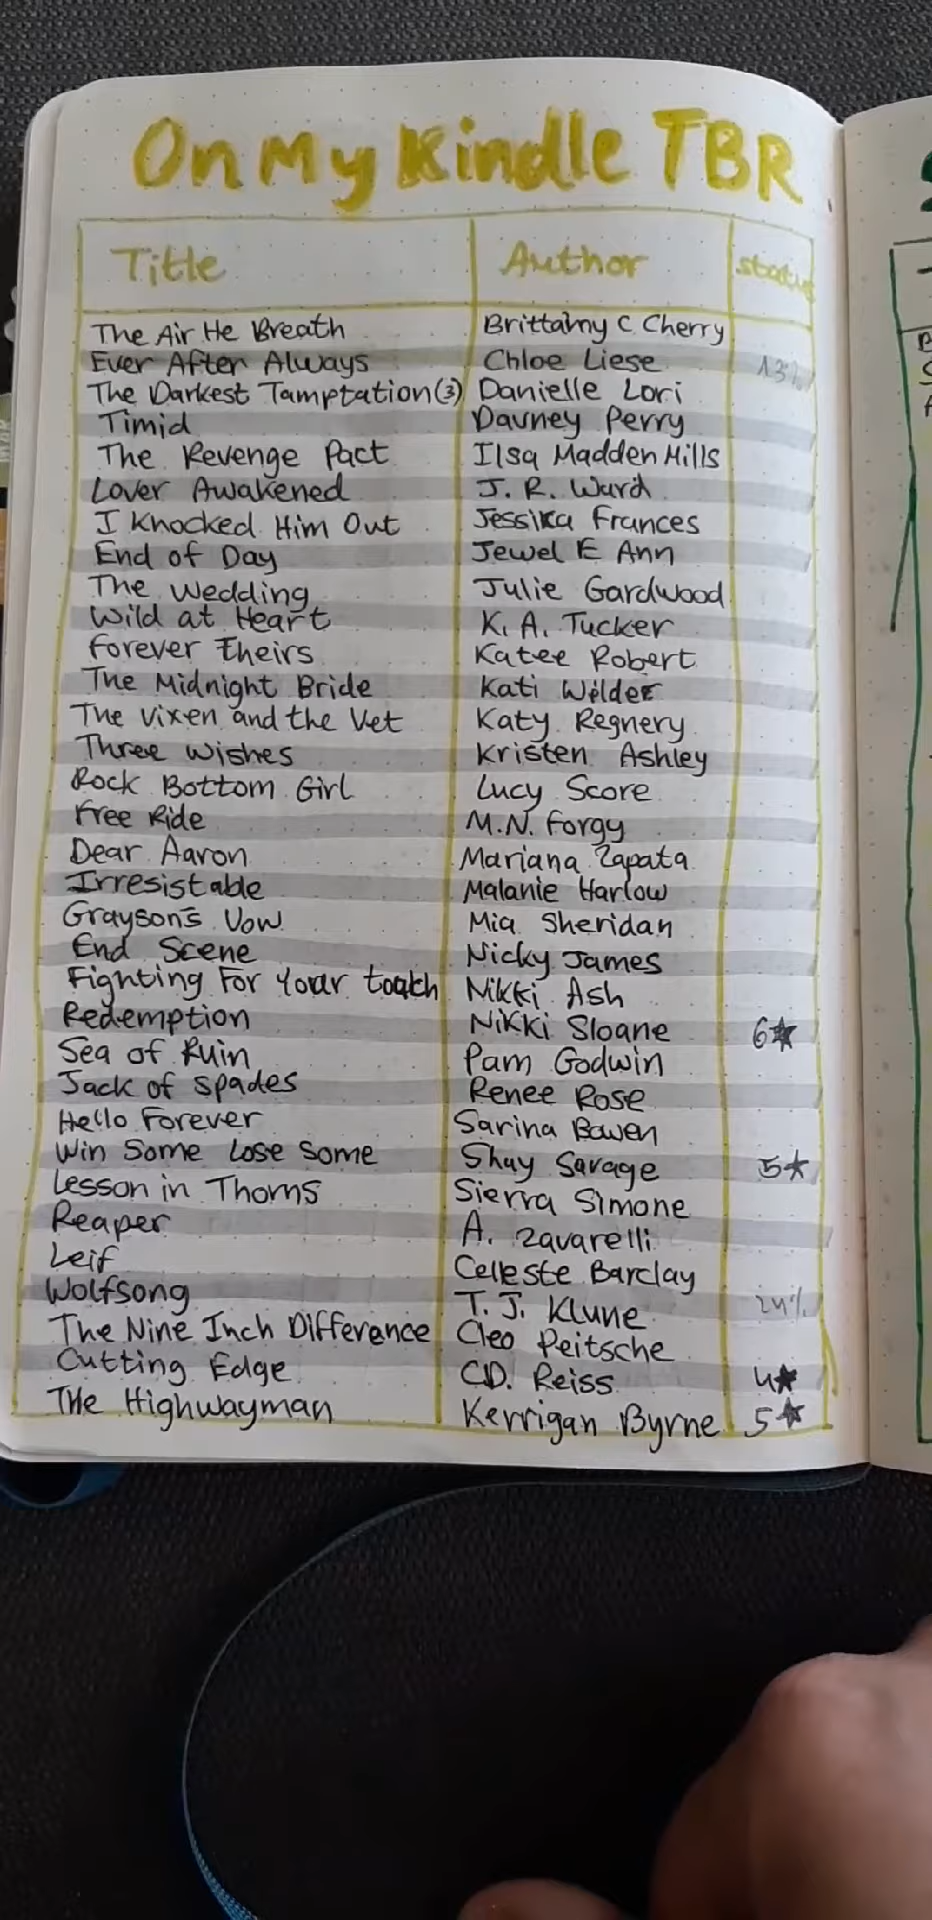 On My Kindle TBR
Title Author status
The Air He Breath Brittainy C Cherry
Ever After Always Chloe Liese 13%
The Darkest Tamptation(3) Danielle Lori
Timid Davney Perry
The Revenge Pact Ilsa Madden Mills
Lover Awakened J. R. Ward
I Knocked Him Out Jessika Frances
End of Day Jewel E Ann
The Wedding Julie Gardwood
Wild at Heart K. A. Tucker
Forever theirs Katee Robert
The Midnight Bride Kati Wilder
The Vixen and the Vet Katy Regnery
Three Wishes Kristen Ashley
Rock Bottom Girl Lucy Score
Free Ride M.N. Forgy
Dear Aaron Mariana Zapata
Irresistable Malanie Harlow
Grayson's Vow Mia Sheridan
End Scene Nicky James
Fighting For Your touch Nikki Ash
Redemption Nikki Sloane 6★
Sea of Ruin Pam Godwin
Jack of Spades Renee Rose
Hello Forever Sarina Bowen
Win Some Lose Some Shay Savage 5★
Lesson in Thorns Sierra Simone
Reaper A. Zavarelli
Leif Celeste Barclay
Wolfsong T. J. Klune 24%
The Nine Inch Difference Cleo Peitsche
Cutting Edge CD. Reiss 4★
The Highwayman Kerrigan Byrne 5★